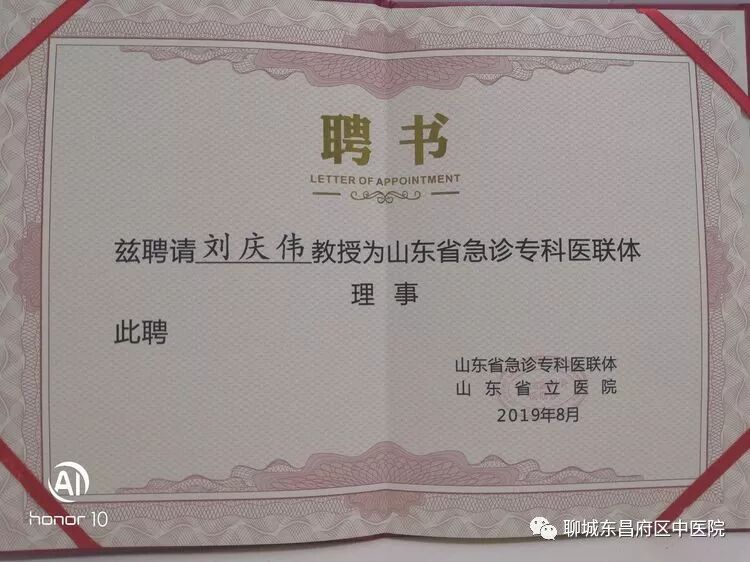 聘书
LETTER OF APPOINTMENT
兹聘请刘庆伟教授为山东省急诊专科医联体
理事
此聘
山东省急诊专科医联体
山东省立医院
2019年8月
AI
honor 10
聊城东昌府区中医院